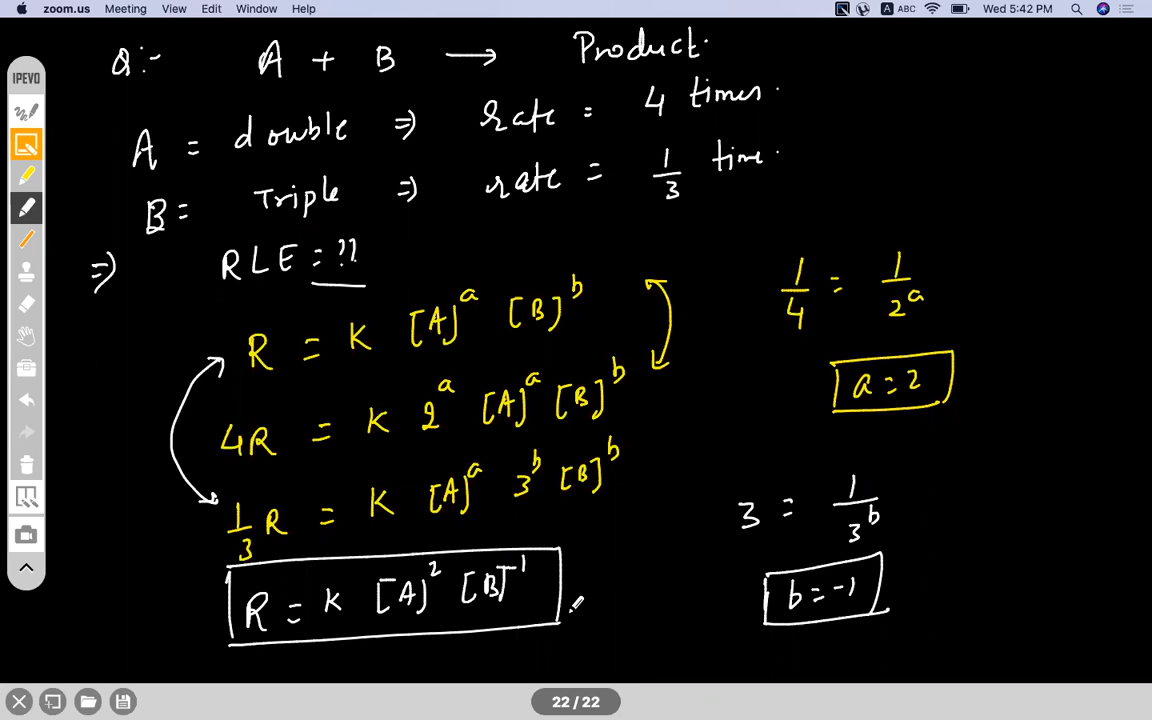 zoom.us Meeting View Edit Window Help A ABC Wed 5:42 PM
IPEVO
Q:- A + B → Product.
A = double ⇒ rate = 4 times.
B = Triple ⇒ rate = 1/3 time.
⇒ RLE = ??
R = K [A]^a [B]^b
4R = K 2^a [A]^a [B]^b
1/3 R = K [A]^a 3^b [B]^b
R = K [A]^2 [B]^-1
1/4 = 1/2^a
a = 2
3 = 1/3^b
b = -1
22 / 22